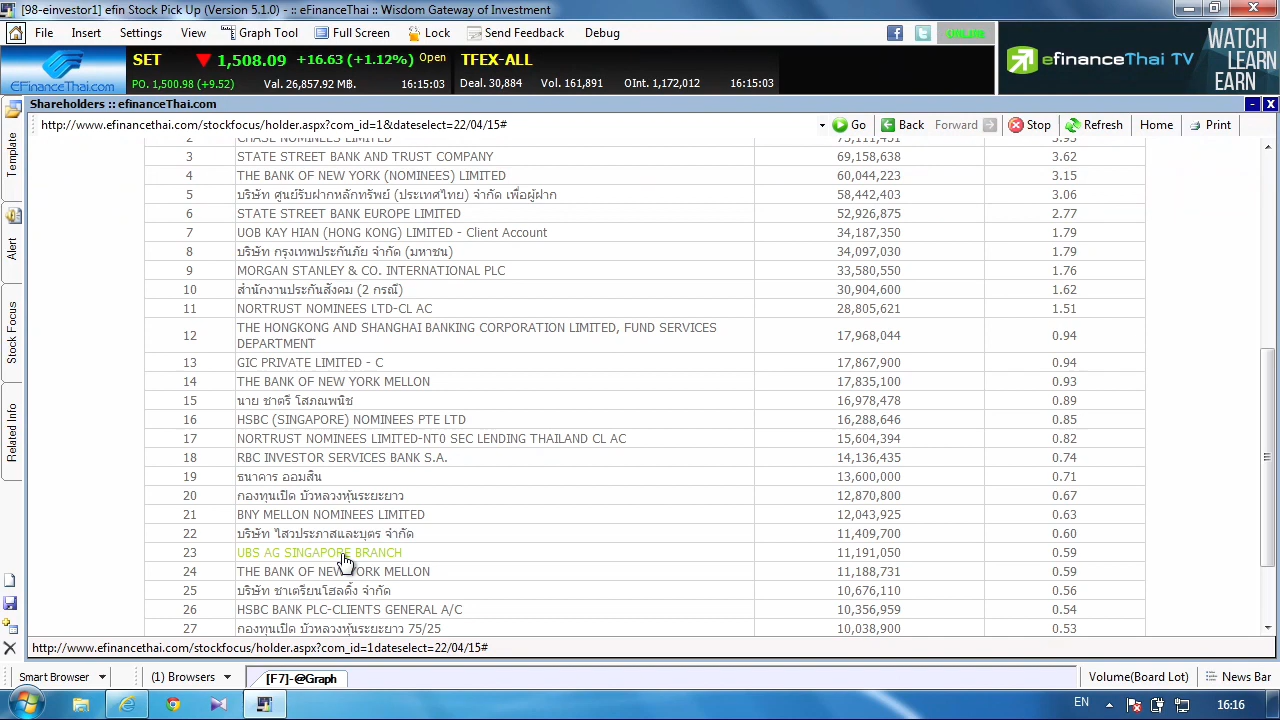 [98-einvestor1] efin Stock Pick Up (Version 5.1.0) - :: eFinanceThai :: Wisdom Gateway of Investment
File Insert Settings View Graph Tool Full Screen Lock Send Feedback Debug ONLINE
EFinanceThai.com
SET 1,508.09 +16.63 (+1.12%) Open
PO. 1,500.98 (+9.52) Val. 26,857.92 MB. 16:15:03
TFEX-ALL
Deal. 30,884 Vol. 161,891 OInt. 1,172,012 16:15:03
efinanceThai TV
WATCH
LEARN
EARN
Shareholders :: efinanceThai.com
http://www.efinancethai.com/stockfocus/holder.aspx?com_id=1&dateselect=22/04/15# Go Back Forward Stop Refresh Home Print
Template
Alert
Stock Focus
Related Info
2 CHASE NOMINEES LIMITED 75,111,451 3.93
3 STATE STREET BANK AND TRUST COMPANY 69,158,638 3.62
4 THE BANK OF NEW YORK (NOMINEES) LIMITED 60,044,223 3.15
5 บริษัท ศูนย์รับฝากหลักทรัพย์ (ประเทศไทย) จำกัด เพื่อผู้ฝาก 58,442,403 3.06
6 STATE STREET BANK EUROPE LIMITED 52,926,875 2.77
7 UOB KAY HIAN (HONG KONG) LIMITED - Client Account 34,187,350 1.79
8 บริษัท กรุงเทพประกันภัย จำกัด (มหาชน) 34,097,030 1.79
9 MORGAN STANLEY & CO. INTERNATIONAL PLC 33,580,550 1.76
10 สำนักงานประกันสังคม (2 กรณี) 30,904,600 1.62
11 NORTRUST NOMINEES LTD-CL AC 28,805,621 1.51
12 THE HONGKONG AND SHANGHAI BANKING CORPORATION LIMITED, FUND SERVICES
DEPARTMENT 17,968,044 0.94
13 GIC PRIVATE LIMITED - C 17,867,900 0.94
14 THE BANK OF NEW YORK MELLON 17,835,100 0.93
15 นาย ชาตรี โสภณพนิช 16,978,478 0.89
16 HSBC (SINGAPORE) NOMINEES PTE LTD 16,288,646 0.85
17 NORTRUST NOMINEES LIMITED-NT0 SEC LENDING THAILAND CL AC 15,604,394 0.82
18 RBC INVESTOR SERVICES BANK S.A. 14,136,435 0.74
19 ธนาคาร ออมสิน 13,600,000 0.71
20 กองทุนเปิด บัวหลวงหุ้นระยะยาว 12,870,800 0.67
21 BNY MELLON NOMINEES LIMITED 12,043,925 0.63
22 บริษัท ไสวประภาสและบุตร จำกัด 11,409,700 0.60
23 UBS AG SINGAPORE BRANCH 11,191,050 0.59
24 THE BANK OF NEW YORK MELLON 11,188,731 0.59
25 บริษัท ชาเตรียนโฮลดิ้ง จำกัด 10,676,110 0.56
26 HSBC BANK PLC-CLIENTS GENERAL A/C 10,356,959 0.54
27 กองทุนเปิด บัวหลวงหุ้นระยะยาว 75/25 10,038,900 0.53
http://www.efinancethai.com/stockfocus/holder.aspx?com_id=1dateselect=22/04/15#
Smart Browser (1) Browsers [F7]-@Graph Volume(Board Lot) News Bar
EN 16:16